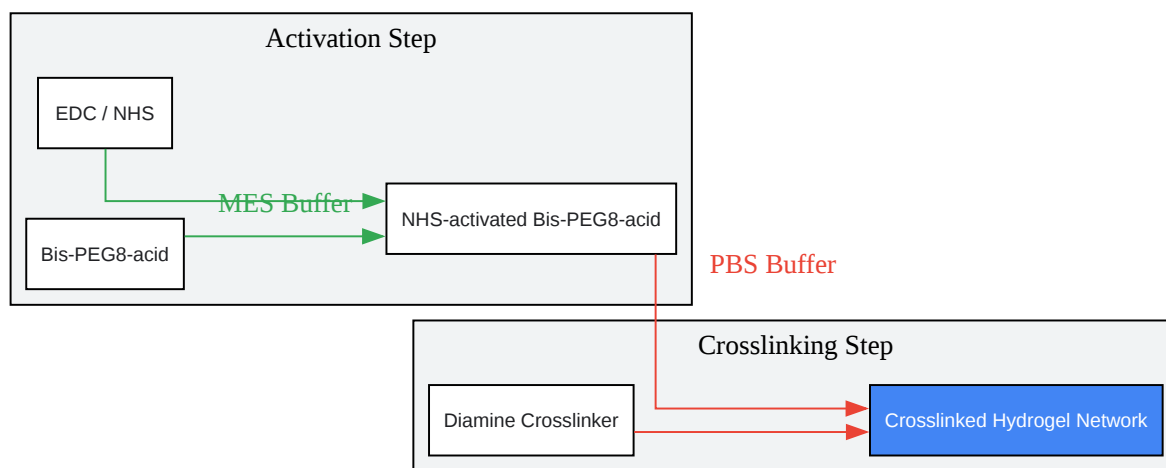 Activation Step
EDC / NHS
MES Buffer
Bis-PEG8-acid
NHS-activated Bis-PEG8-acid
PBS Buffer
Crosslinking Step
Diamine Crosslinker
Crosslinked Hydrogel Network